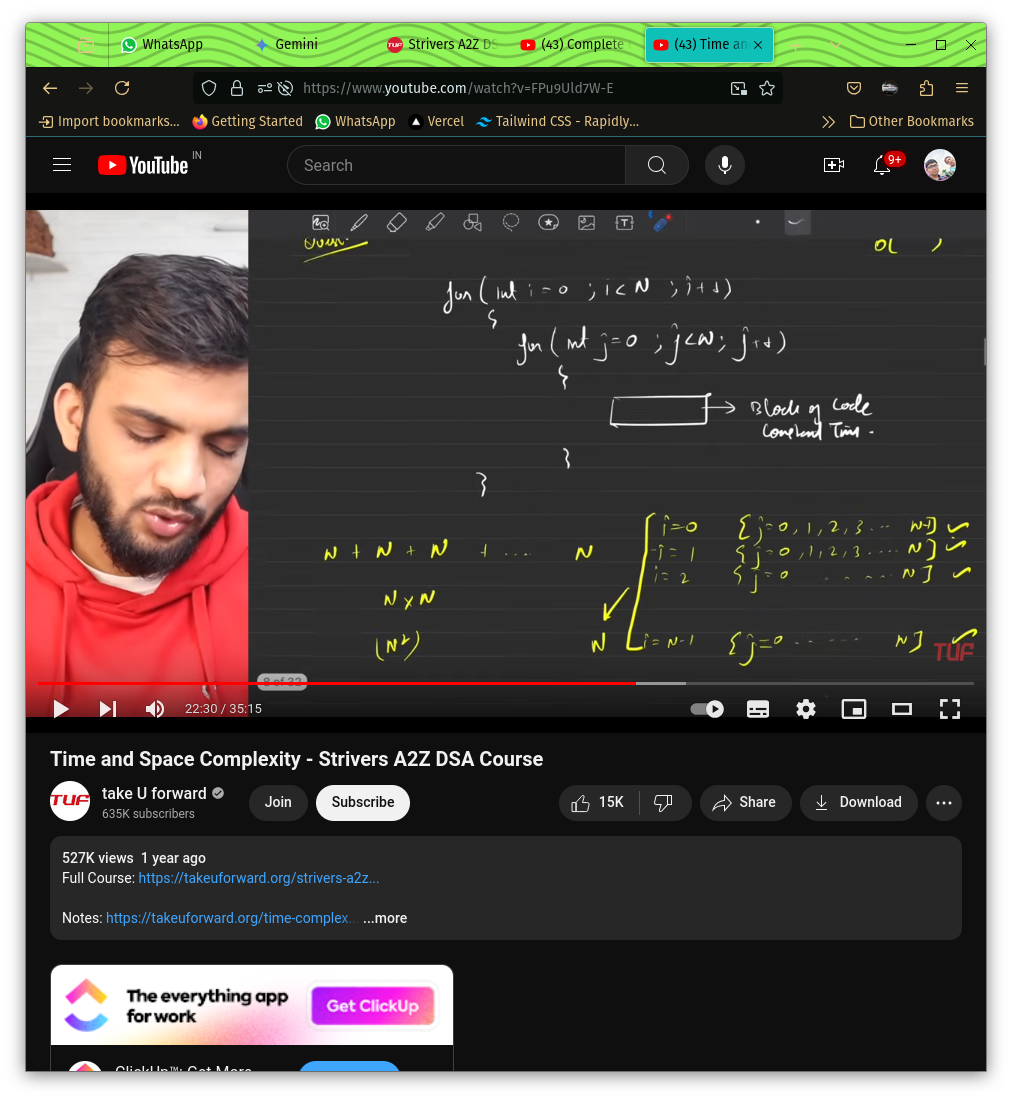 WhatsApp Gemini Strivers A2Z DS (43) Complete (43) Time an
https://www.youtube.com/watch?v=FPu9Uld7W-E
Import bookmarks... Getting Started WhatsApp Vercel Tailwind CSS - Rapidly... Other Bookmarks
YouTube IN Search 9+
for (int i = 0 ; i < N ; i++)
{
for (int j=0 ; j<N; j++)
{
Block of Code
Constant Time.
}
}
i=0 { j=0, 1, 2, 3 ... N-1]
N + N + N + .... N i = 1 { j=0,1,2,3.... N]
i = 2 { j=0 ...... N]
N x N
(N²) N i = N-1 { j=0 ...... N]
TUF
8 of 32
22:30 / 35:15
Time and Space Complexity - Strivers A2Z DSA Course
TUF take U forward Join Subscribe 15K Share Download
635K subscribers
527K views 1 year ago
Full Course: https://takeuforward.org/strivers-a2z...
Notes: https://takeuforward.org/time-complex... ...more
The everything app
for work
Get ClickUp
ClickUp™: Get More